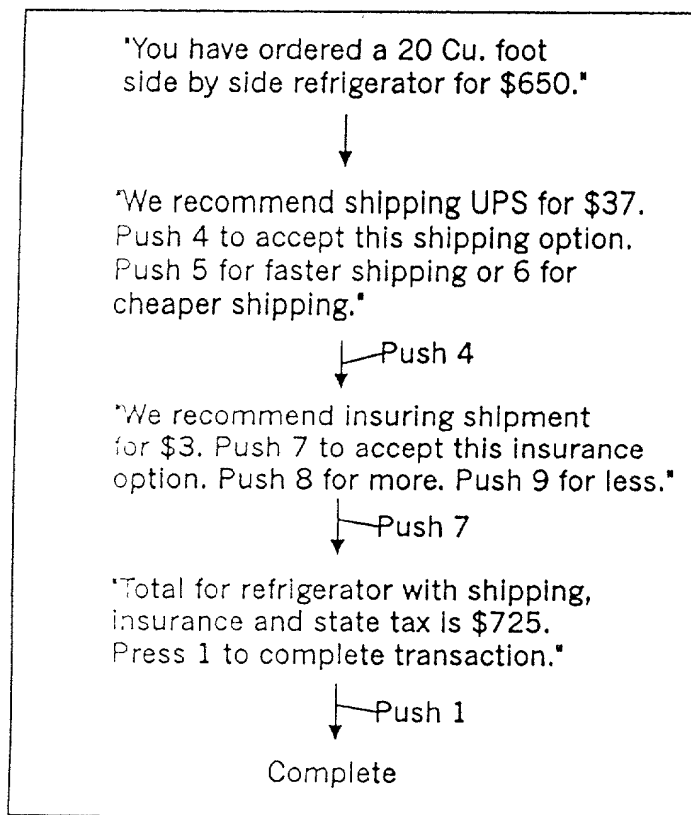 "You have ordered a 20 Cu. foot
side by side refrigerator for $650."
"We recommend shipping UPS for $37.
Push 4 to accept this shipping option.
Push 5 for faster shipping or 6 for
cheaper shipping."
Push 4
"We recommend insuring shipment
for $3. Push 7 to accept this insurance
option. Push 8 for more. Push 9 for less."
Push 7
"Total for refrigerator with shipping,
insurance and state tax is $725.
Press 1 to complete transaction."
Push 1
Complete